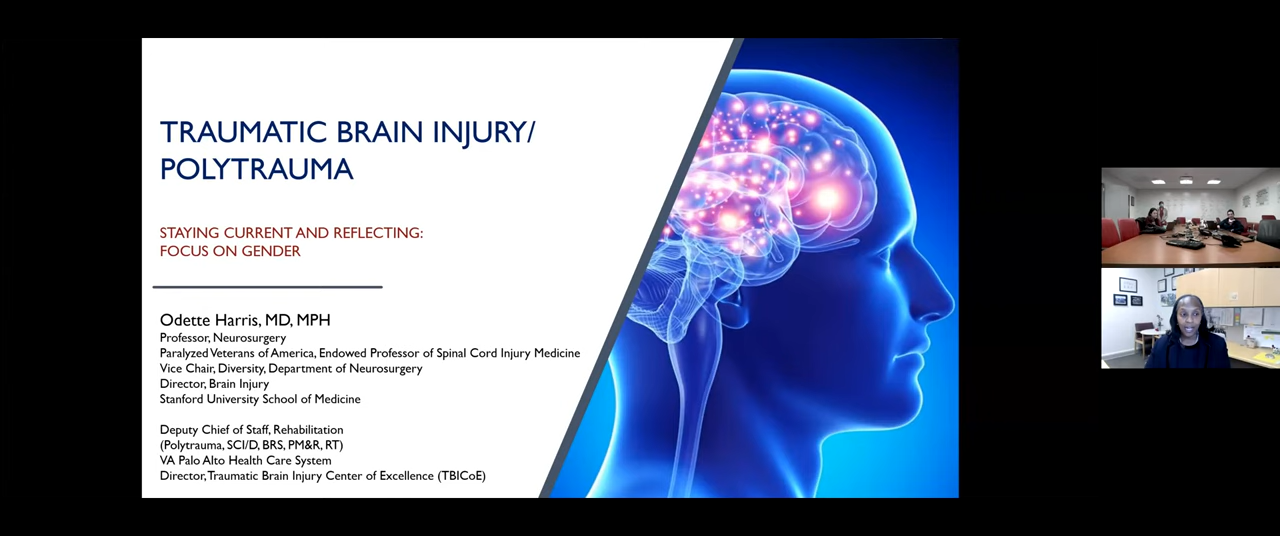 TRAUMATIC BRAIN INJURY/
POLYTRAUMA
STAYING CURRENT AND REFLECTING:
FOCUS ON GENDER
Odette Harris, MD, MPH
Professor, Neurosurgery
Paralyzed Veterans of America, Endowed Professor of Spinal Cord Injury Medicine
Vice Chair, Diversity, Department of Neurosurgery
Director, Brain Injury
Stanford University School of Medicine
Deputy Chief of Staff, Rehabilitation
(Polytrauma, SCI/D, BRS, PM&R, RT)
VA Palo Alto Health Care System
Director, Traumatic Brain Injury Center of Excellence (TBICoE)